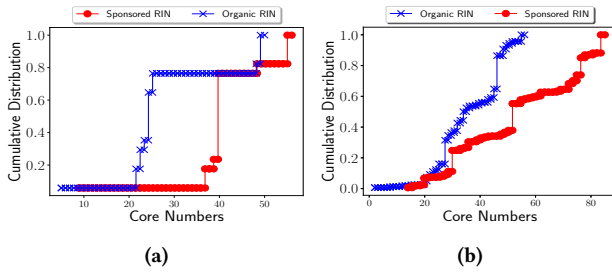 Sponsored RIN Organic RIN
Cumulative Distribution
1.0
0.8
0.6
0.4
0.2
10 20 30 40 50
Core Numbers
(a)
Organic RIN Sponsored RIN
Cumulative Distribution
1.0
0.8
0.6
0.4
0.2
0.0
0 20 40 60 80
Core Numbers
(b)